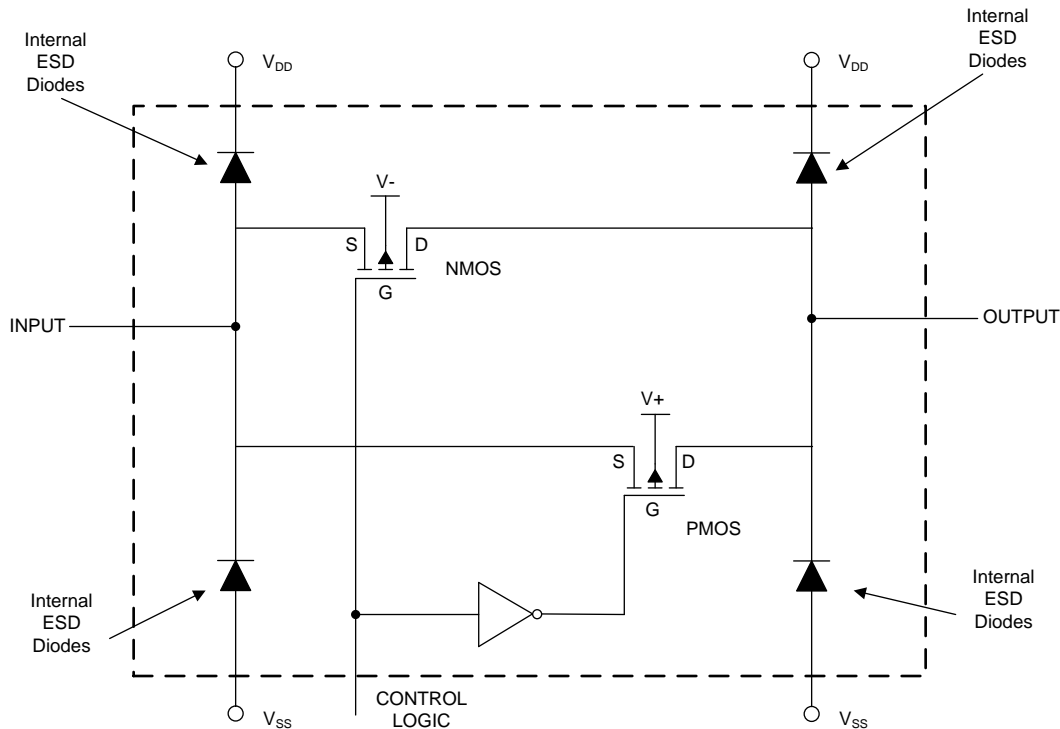 Internal
ESD
Diodes
V_DD
V_DD
Internal
ESD
Diodes
V-
S
D
NMOS
G
INPUT
OUTPUT
V+
S
D
G
PMOS
Internal
ESD
Diodes
Internal
ESD
Diodes
V_SS
CONTROL
LOGIC
V_SS